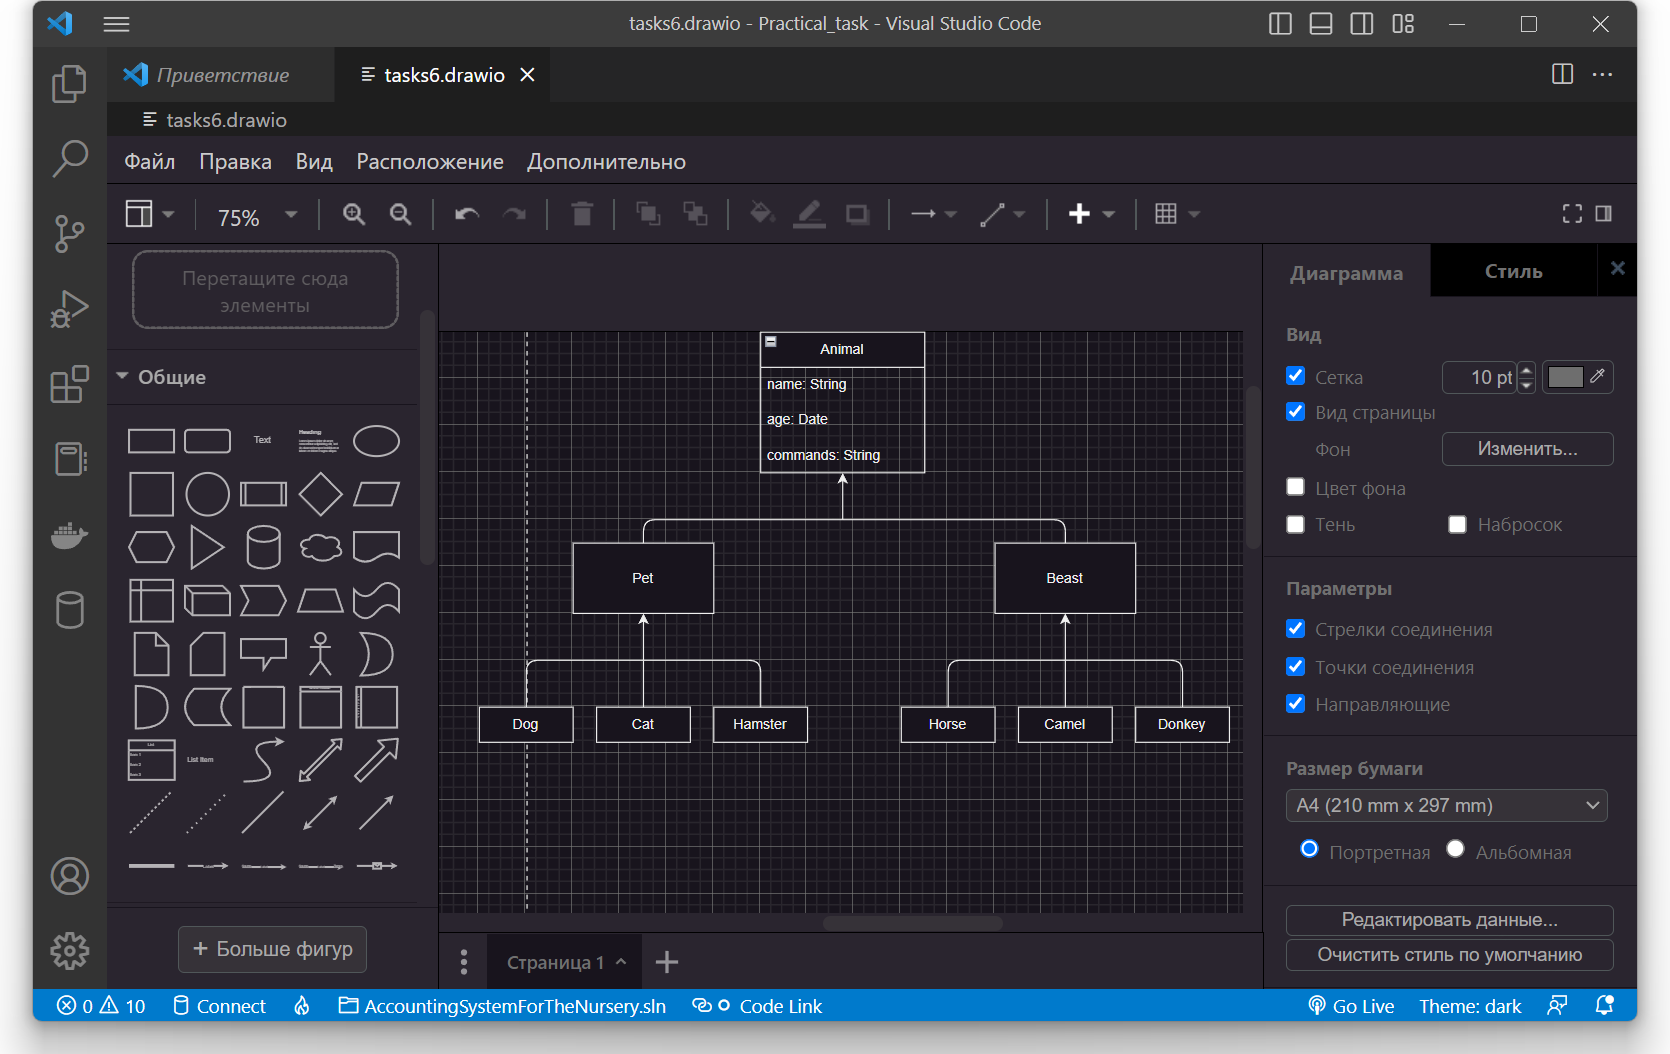 tasks6.drawio - Practical_task - Visual Studio Code
Приветствие
tasks6.drawio
tasks6.drawio
Файл Правка Вид Расположение Дополнительно
75%
Перетащите сюда
элементы
Общие
Text
Heading
List
List Item
+ Больше фигур
Animal
name: String
age: Date
commands: String
Pet
Beast
Dog
Cat
Hamster
Horse
Camel
Donkey
Страница 1
Диаграмма
Стиль
Вид
Сетка
10 pt
Вид страницы
Фон
Изменить...
Цвет фона
Тень
Набросок
Параметры
Стрелки соединения
Точки соединения
Направляющие
Размер бумаги
A4 (210 mm x 297 mm)
Портретная
Альбомная
Редактировать данные...
Очистить стиль по умолчанию
0 10 Connect AccountingSystemForTheNursery.sln Code Link Go Live Theme: dark